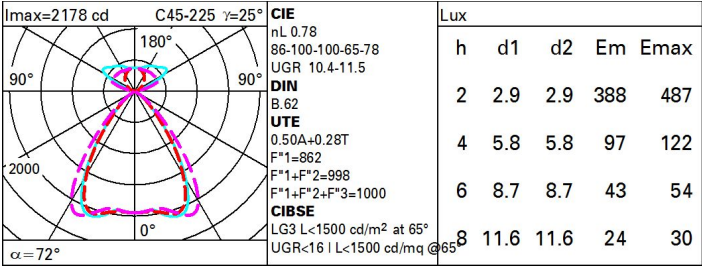 Imax=2178 cd C45-225 γ=25°
180°
90° 90°
2000
0°
α=72°
CIE
nL 0.78
86-100-100-65-78
UGR 10.4-11.5
DIN
B.62
UTE
0.50A+0.28T
F"1=862
F"1+F"2=998
F"1+F"2+F"3=1000
CIBSE
LG3 L<1500 cd/m² at 65°
UGR<16 | L<1500 cd/mq @65°
Lux
h d1 d2 Em Emax
2 2.9 2.9 388 487
4 5.8 5.8 97 122
6 8.7 8.7 43 54
8 11.6 11.6 24 30